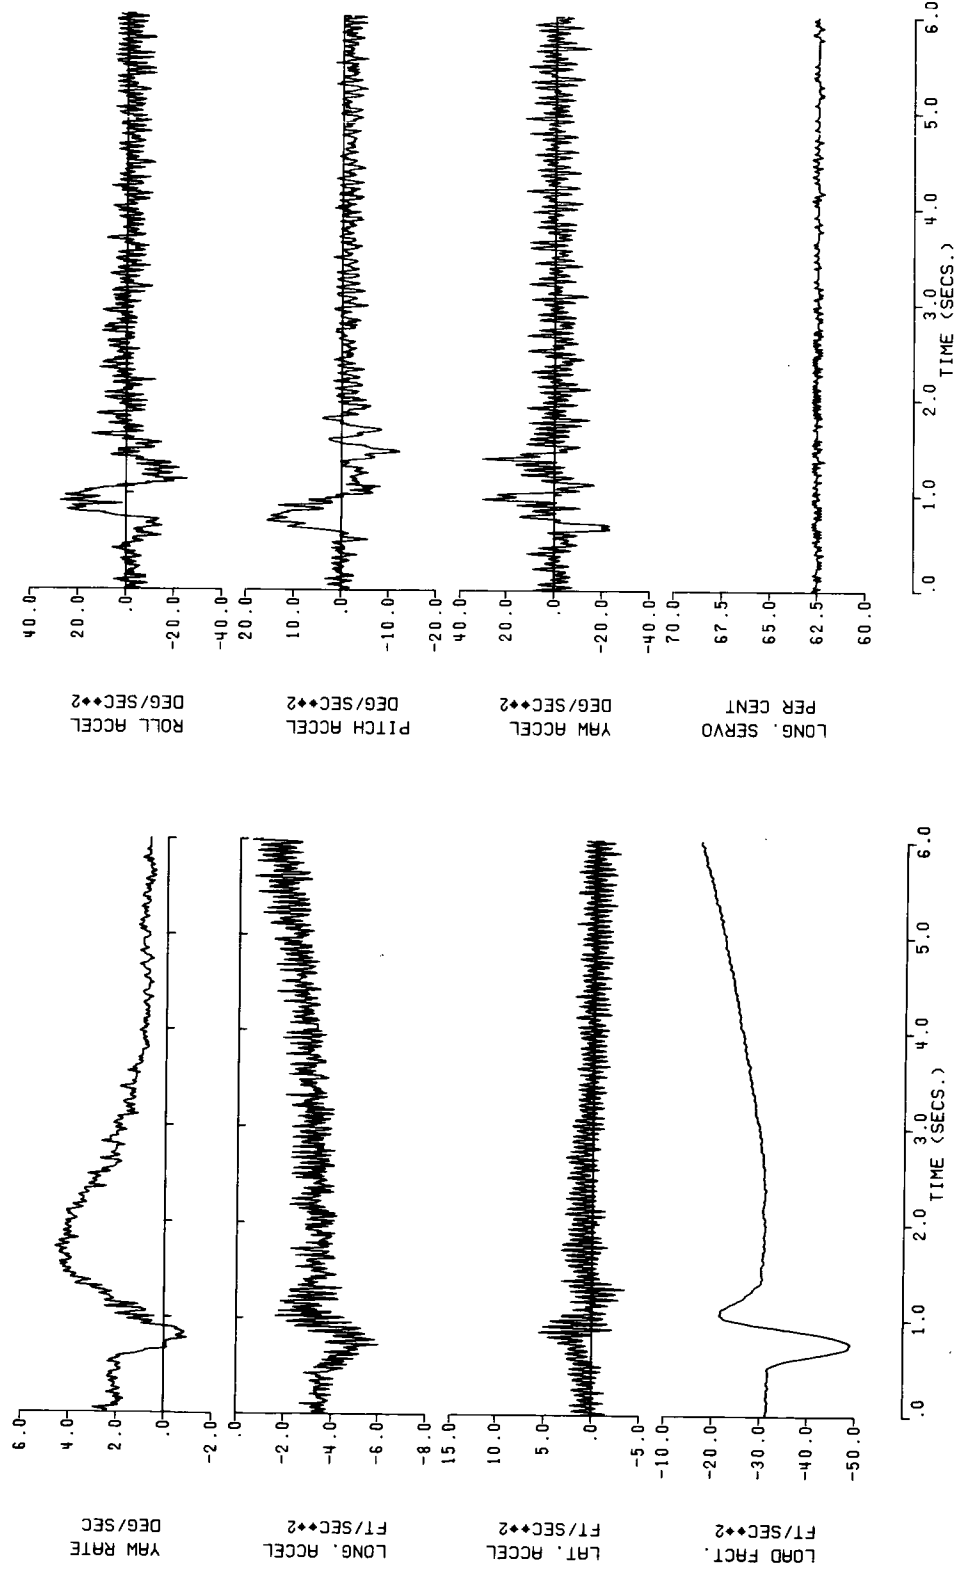 40.0
20.0
.0
-20.0
-40.0
ROLL ACCEL
DEG/SEC**2
20.0
10.0
.0
-10.0
-20.0
PITCH ACCEL
DEG/SEC**2
40.0
20.0
.0
-20.0
-40.0
YAW ACCEL
DEG/SEC**2
70.0
67.5
65.0
62.5
60.0
LONG. SERVO
PER CENT
.0 1.0 2.0 3.0 4.0 5.0 6.0
TIME (SECS.)
6.0
4.0
2.0
.0
-2.0
YAW RATE
DEG/SEC
.0
-2.0
-4.0
-6.0
-8.0
LONG. ACCEL
FT/SEC**2
15.0
10.0
5.0
.0
-5.0
LAT. ACCEL
FT/SEC**2
-10.0
-20.0
-30.0
-40.0
-50.0
LOAD FACT.
FT/SEC**2
.0 1.0 2.0 3.0 4.0 5.0 6.0
TIME (SECS.)